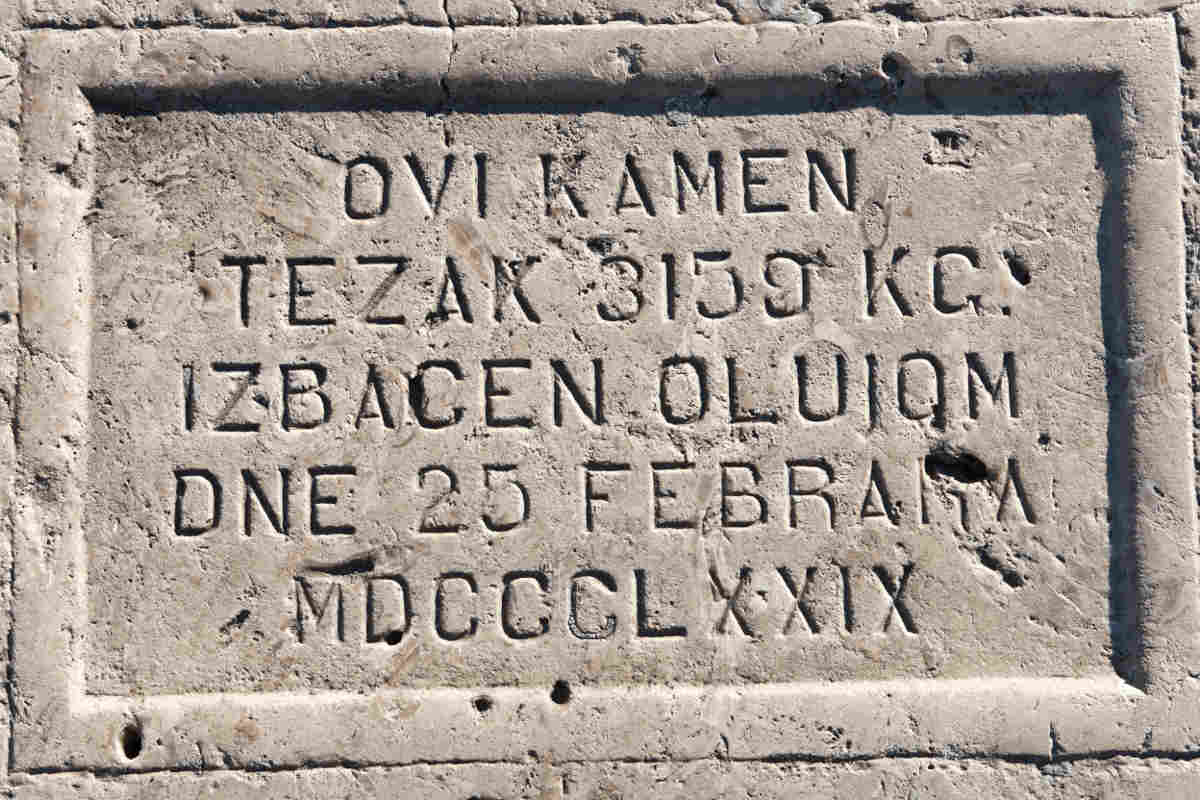 OVI KAMEN
TEZAK 3159 KG.
IZBACEN OLUJOM
DNE 25 FEBRARA
MDCCCLXXIX